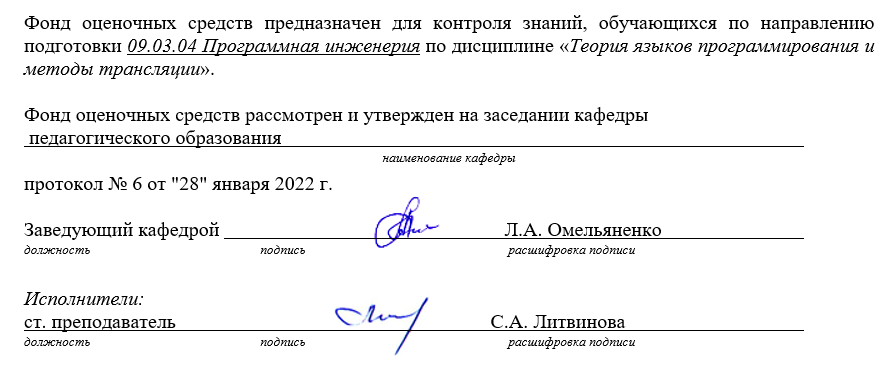 Фонд оценочных средств предназначен для контроля знаний, обучающихся по направлению
подготовки 09.03.04 Программная инженерия по дисциплине «Теория языков программирования и
методы трансляции».
Фонд оценочных средств рассмотрен и утвержден на заседании кафедры
педагогического образования
наименование кафедры
протокол № 6 от "28" января 2022 г.
Заведующий кафедрой Л.А. Омельяненко
должность подпись расшифровка подписи
Исполнители:
ст. преподаватель С.А. Литвинова
должность подпись расшифровка подписи